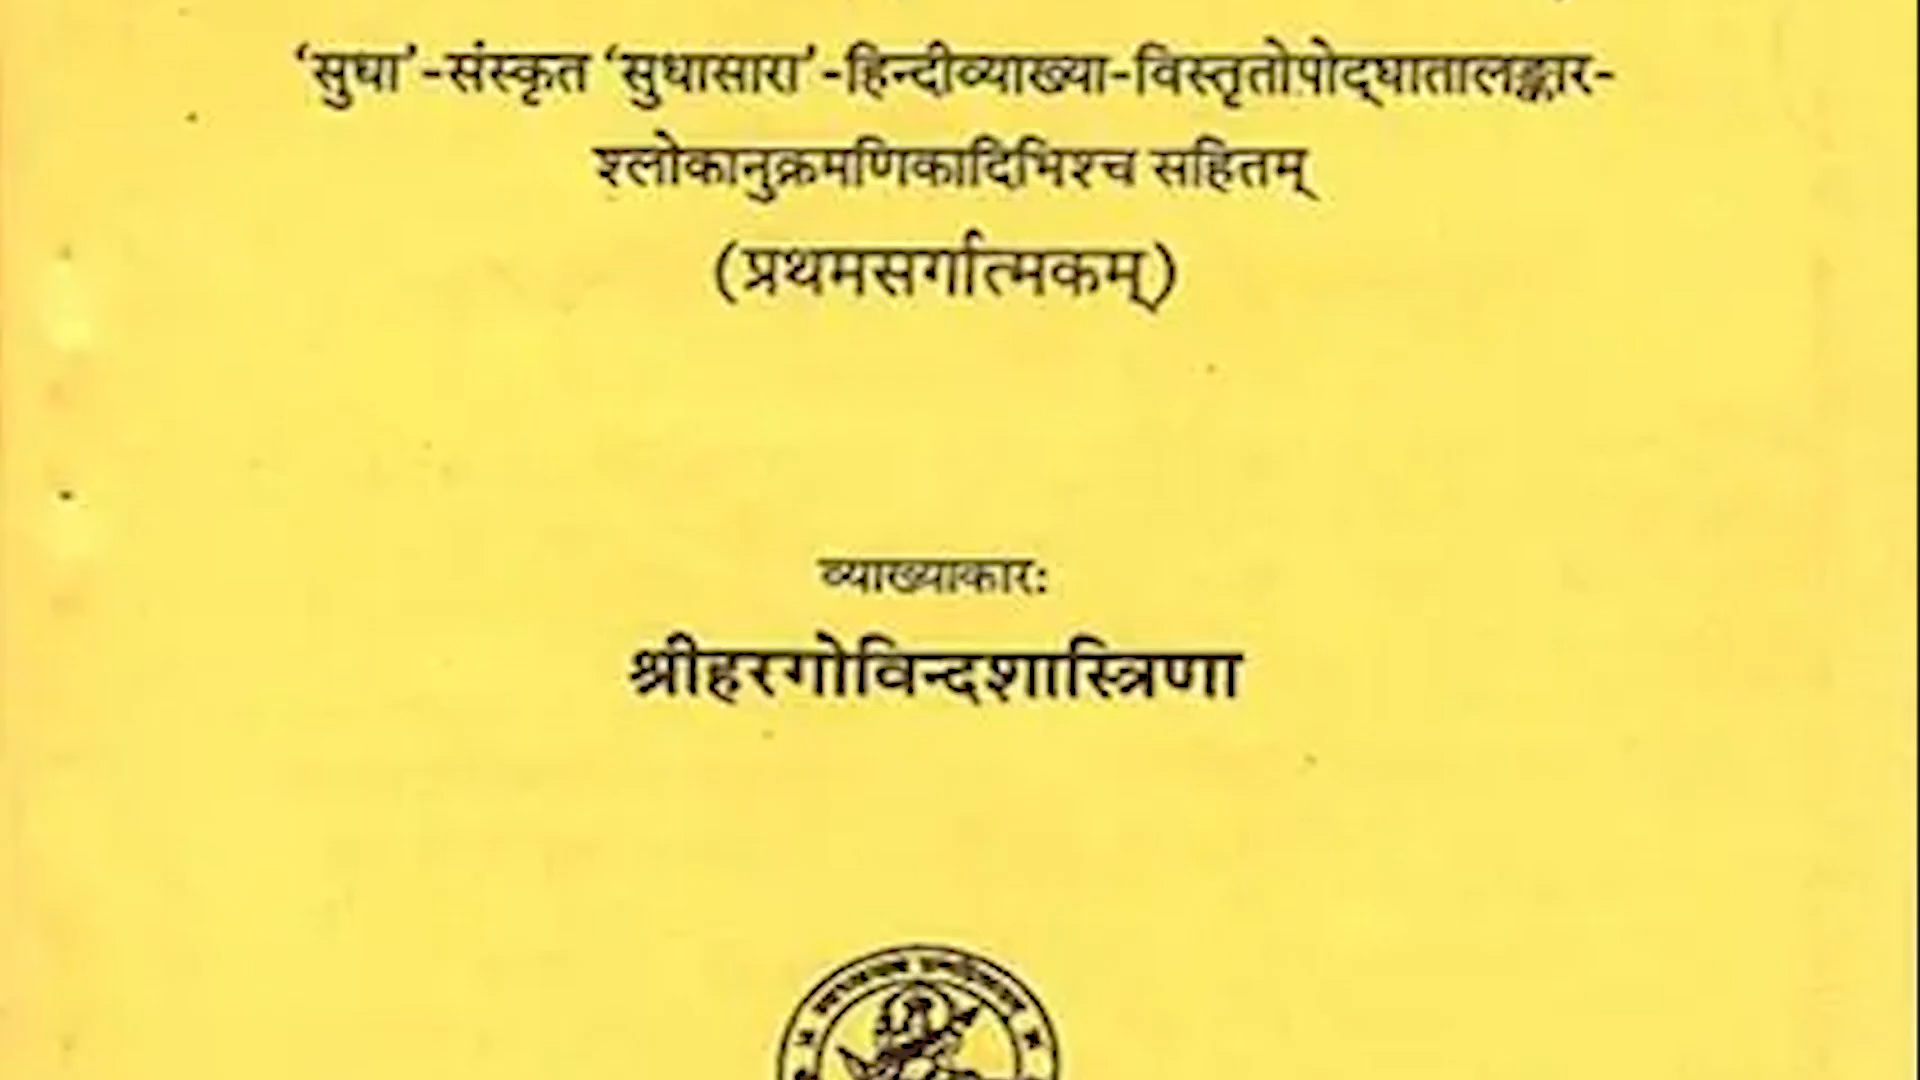 ‘सुधा’-संस्कृत ‘सुधासारा’-हिन्दीव्याख्या-विस्तृतोपोद्घातालङ्कार-
श्लोकानुक्रमणिकादिभिश्च सहितम्
(प्रथमसर्गात्मकम्)
व्याख्याकार:
श्रीहरगोविन्दशास्त्रिणा